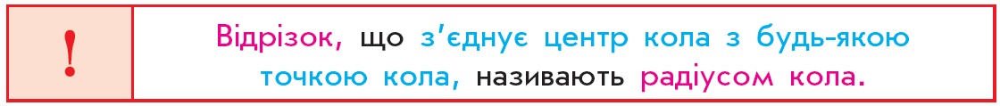 !
Відрізок, що з’єднує центр кола з будь-якою
точкою кола, називають радіусом кола.